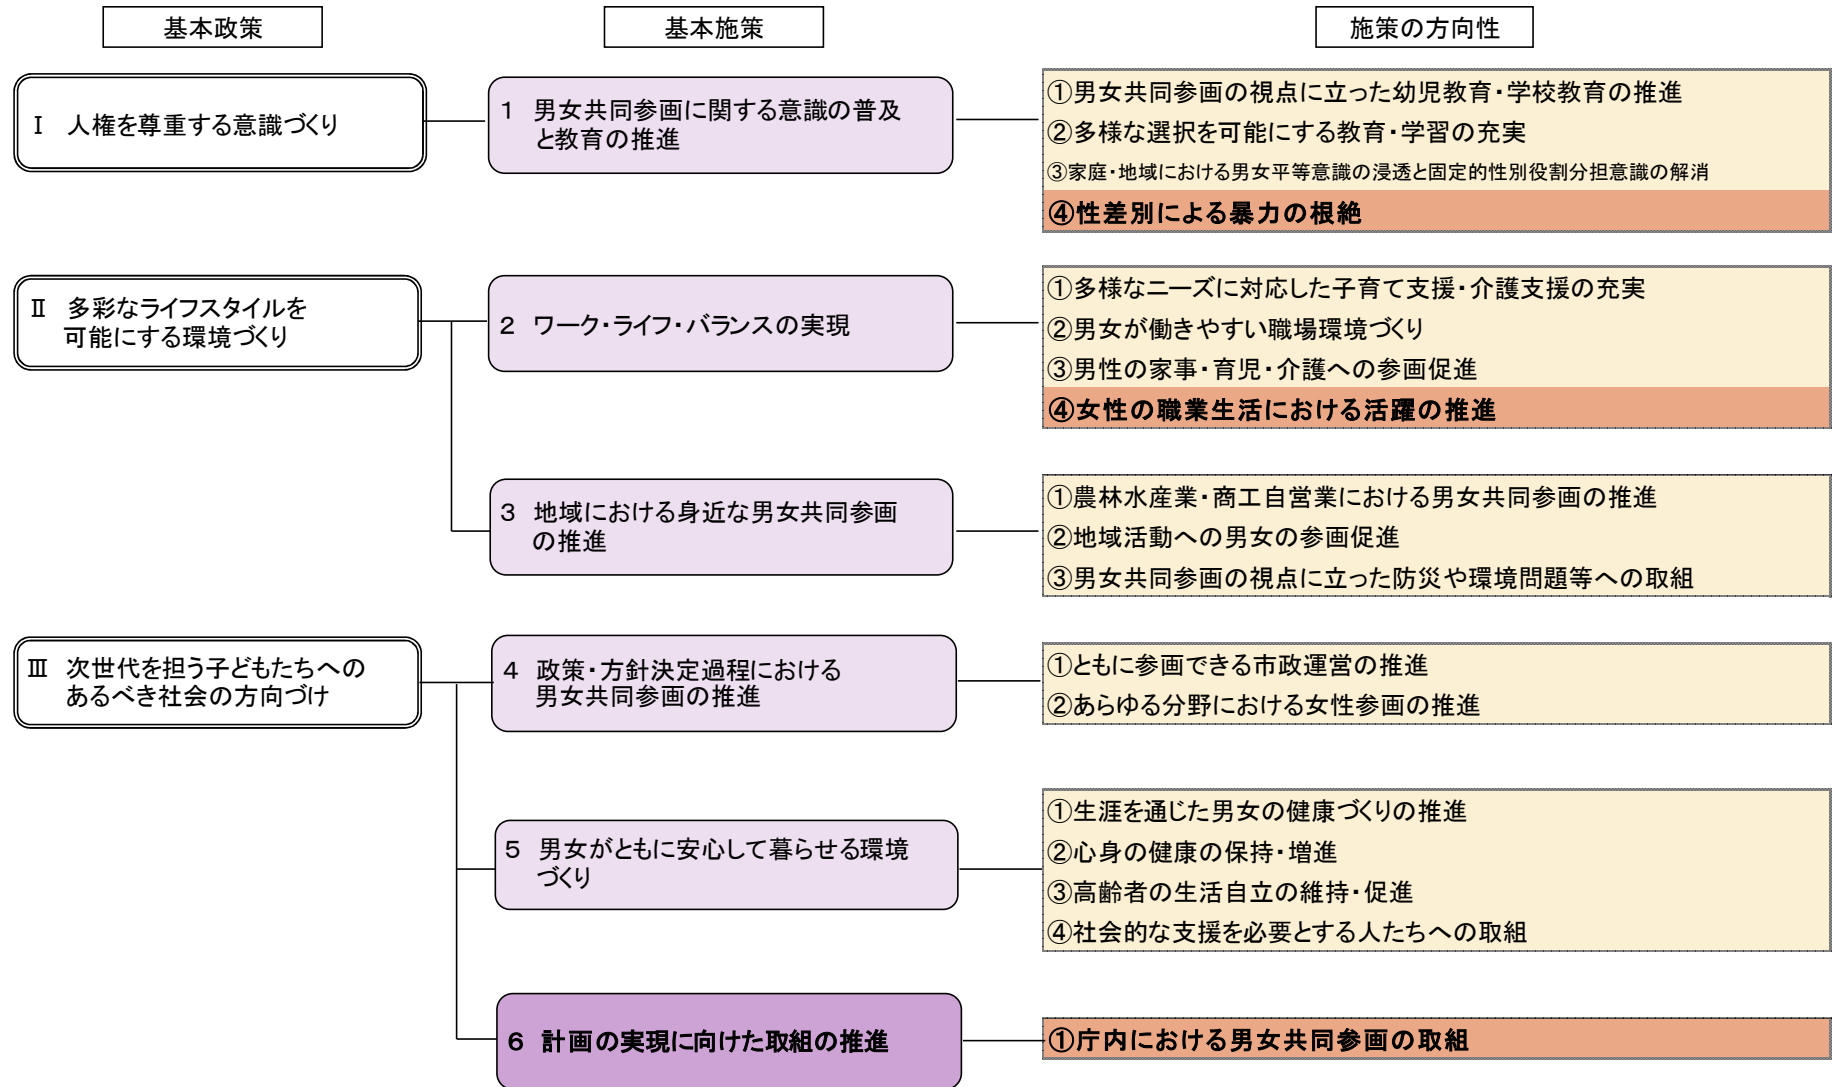 基本政策
基本施策
施策の方向性
Ⅰ 人権を尊重する意識づくり
1 男女共同参画に関する意識の普及
と教育の推進
①男女共同参画の視点に立った幼児教育・学校教育の推進
②多様な選択を可能にする教育・学習の充実
③家庭・地域における男女平等意識の浸透と固定的性別役割分担意識の解消
④性差別による暴力の根絶
Ⅱ 多彩なライフスタイルを
可能にする環境づくり
2 ワーク・ライフ・バランスの実現
①多様なニーズに対応した子育て支援・介護支援の充実
②男女が働きやすい職場環境づくり
③男性の家事・育児・介護への参画促進
④女性の職業生活における活躍の推進
3 地域における身近な男女共同参画
の推進
①農林水産業・商工自営業における男女共同参画の推進
②地域活動への男女の参画促進
③男女共同参画の視点に立った防災や環境問題等への取組
Ⅲ 次世代を担う子どもたちへの
あるべき社会の方向づけ
4 政策・方針決定過程における
男女共同参画の推進
①ともに参画できる市政運営の推進
②あらゆる分野における女性参画の推進
5 男女がともに安心して暮らせる環境
づくり
①生涯を通じた男女の健康づくりの推進
②心身の健康の保持・増進
③高齢者の生活自立の維持・促進
④社会的な支援を必要とする人たちへの取組
6 計画の実現に向けた取組の推進
①庁内における男女共同参画の取組